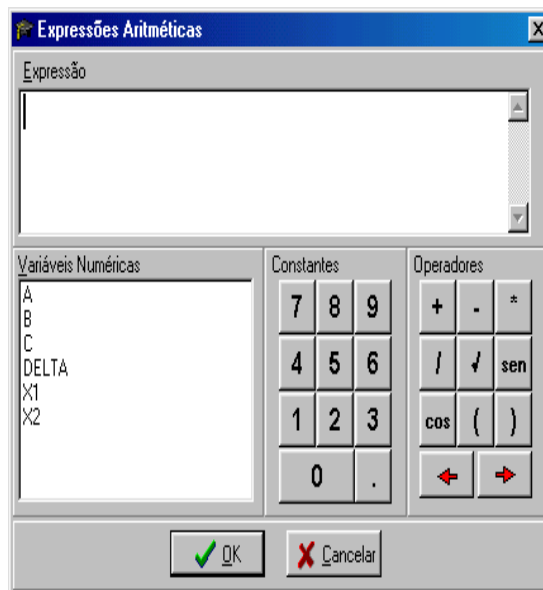 Expressões Aritméticas
Expressão
Variáveis Numéricas
A
B
C
DELTA
X1
X2
Constantes
7 8 9
4 5 6
1 2 3
0 .
Operadores
+ - *
/ √ sen
cos ( )
OK Cancelar